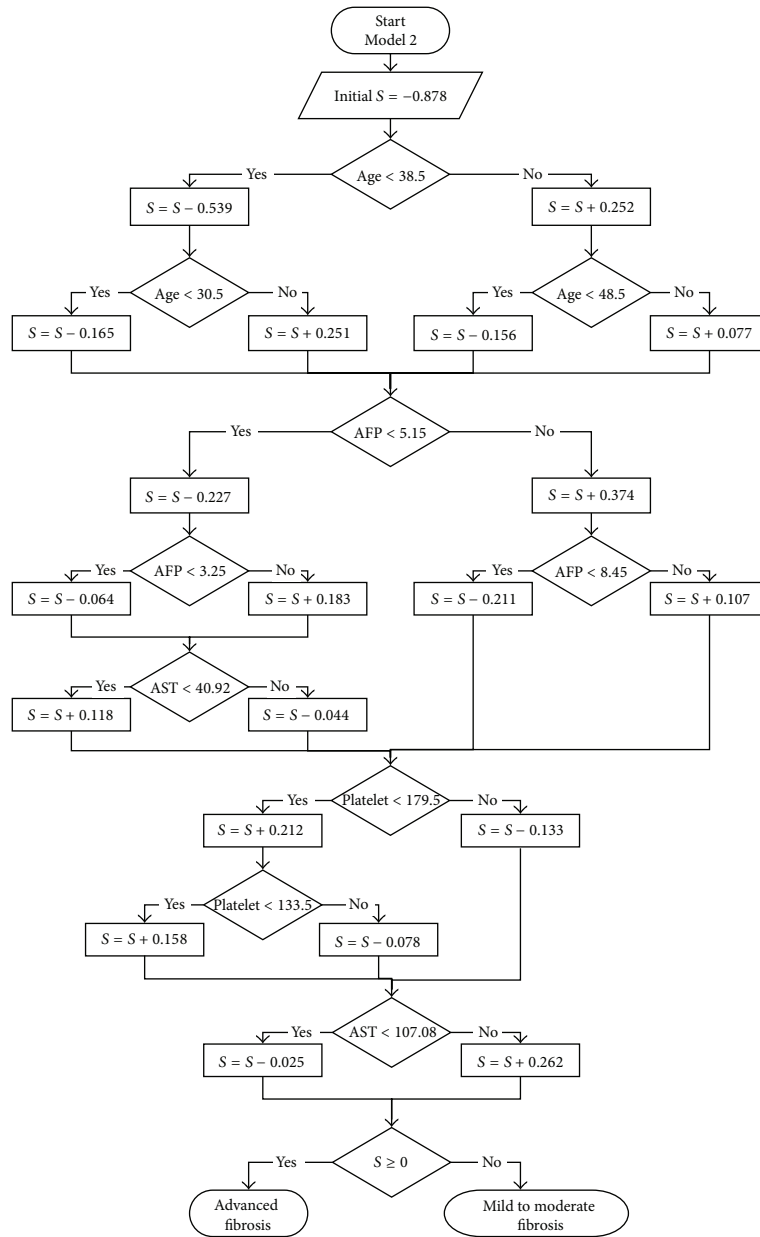 Start
Model 2
Initial S = −0.878
Age < 38.5
Yes
No
S = S − 0.539
S = S + 0.252
Yes
Age < 30.5
No
Yes
Age < 48.5
No
S = S − 0.165
S = S + 0.251
S = S − 0.156
S = S + 0.077
Yes
AFP < 5.15
No
S = S − 0.227
S = S + 0.374
Yes
AFP < 3.25
No
Yes
AFP < 8.45
No
S = S − 0.064
S = S + 0.183
S = S − 0.211
S = S + 0.107
Yes
AST < 40.92
No
S = S + 0.118
S = S − 0.044
Yes
Platelet < 179.5
No
S = S + 0.212
S = S − 0.133
Yes
Platelet < 133.5
No
S = S + 0.158
S = S − 0.078
Yes
AST < 107.08
No
S = S − 0.025
S = S + 0.262
Yes
S ≥ 0
No
Advanced
fibrosis
Mild to moderate
fibrosis